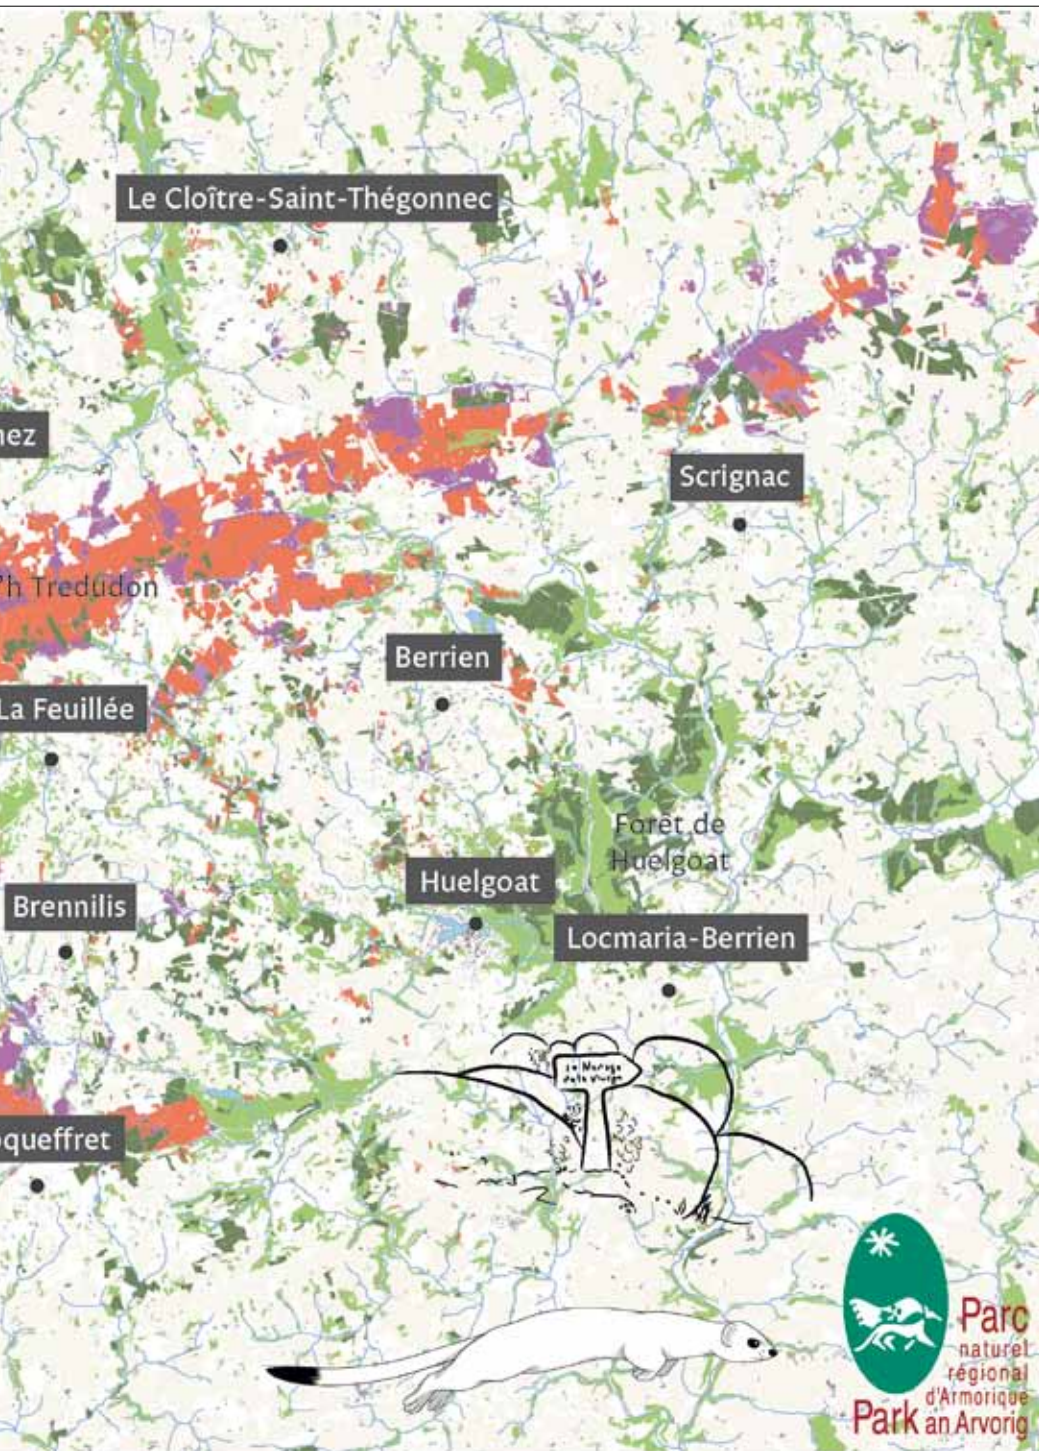 Le Cloître-Saint-Thégonnec
nez
Scrignac
'h Tredudon
Berrien
La Feuillée
Forêt de
Huelgoat
Huelgoat
Brennilis
Locmaria-Berrien
queffret
Parc
naturel
régional
d'Armorique
Park an Arvorig